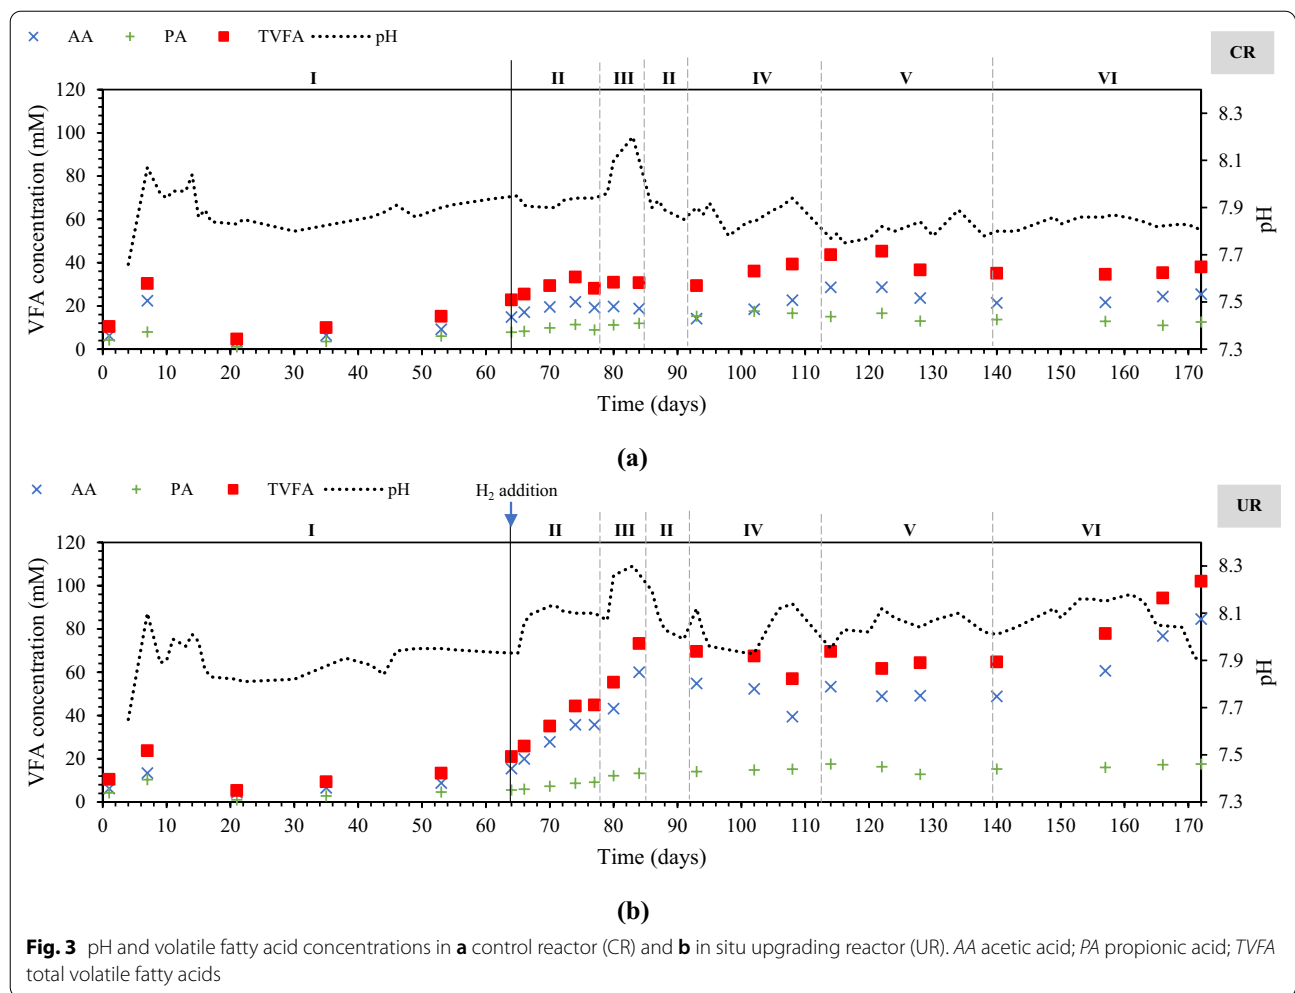 AA PA TVFA pH CR
I II III II IV V VI
120
100
80
60
40
20
0
8.3
8.1
7.9
7.7
7.5
7.3
VFA concentration (mM)
pH
0 10 20 30 40 50 60 70 80 90 100 110 120 130 140 150 160 170
Time (days)
(a)
AA PA TVFA pH H₂ addition UR
I II III II IV V VI
120
100
80
60
40
20
0
8.3
8.1
7.9
7.7
7.5
7.3
VFA concentration (mM)
pH
0 10 20 30 40 50 60 70 80 90 100 110 120 130 140 150 160 170
Time (days)
(b)
Fig. 3 pH and volatile fatty acid concentrations in a control reactor (CR) and b in situ upgrading reactor (UR). AA acetic acid; PA propionic acid; TVFA
total volatile fatty acids